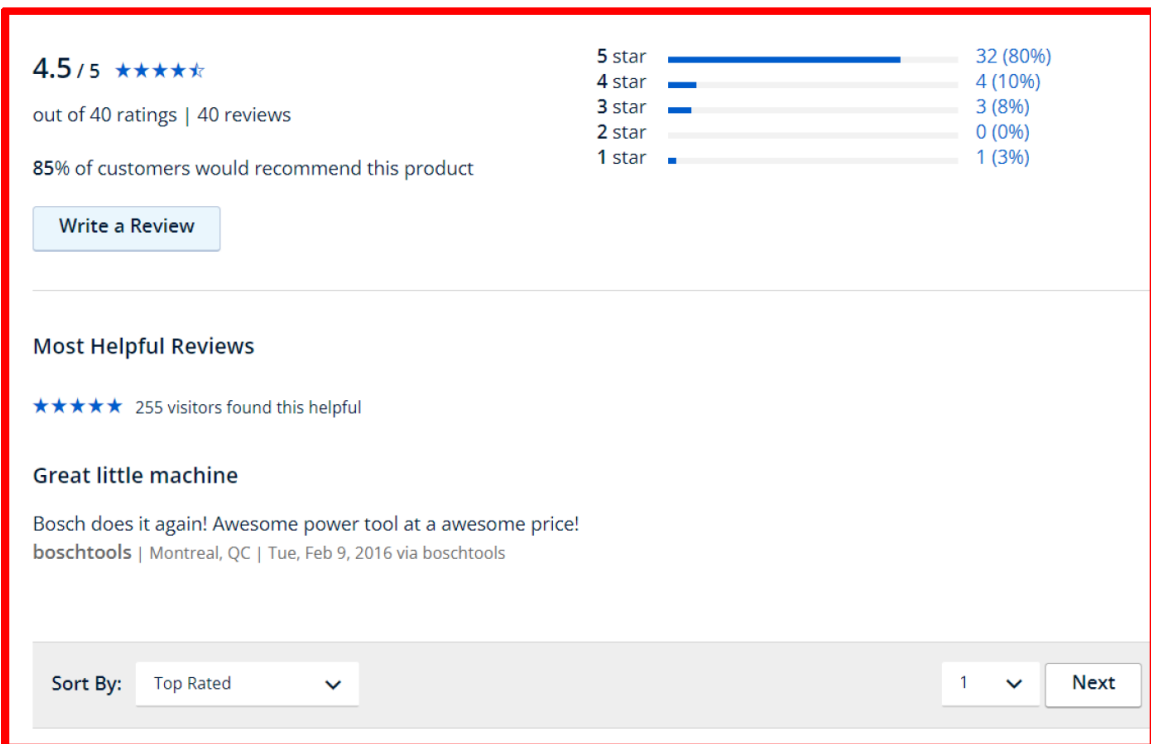 4.5 / 5
out of 40 ratings | 40 reviews
85% of customers would recommend this product
Write a Review
5 star 32 (80%)
4 star 4 (10%)
3 star 3 (8%)
2 star 0 (0%)
1 star 1 (3%)
Most Helpful Reviews
255 visitors found this helpful
Great little machine
Bosch does it again! Awesome power tool at a awesome price!
boschtools | Montreal, QC | Tue, Feb 9, 2016 via boschtools
Sort By: Top Rated 1 Next